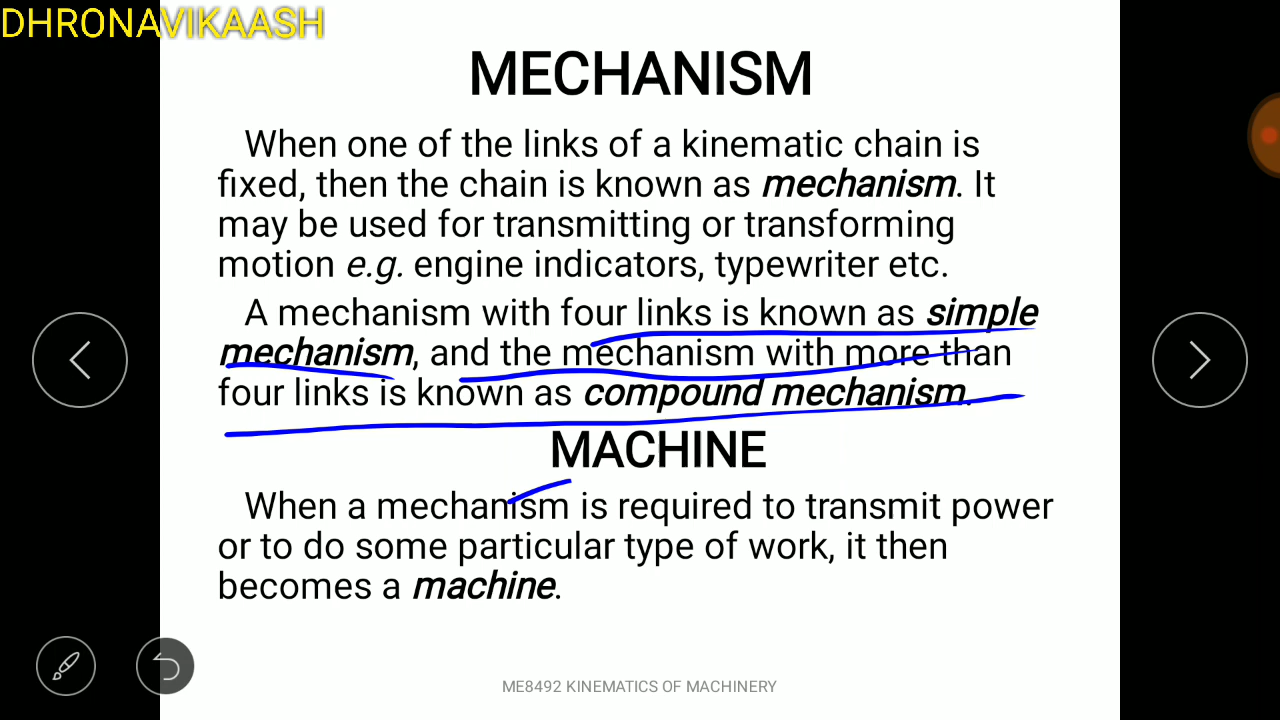 DHRONAVIKAASH
MECHANISM
When one of the links of a kinematic chain is
fixed, then the chain is known as mechanism. It
may be used for transmitting or transforming
motion e.g. engine indicators, typewriter etc.
A mechanism with four links is known as simple
mechanism, and the mechanism with more than
four links is known as compound mechanism.
MACHINE
When a mechanism is required to transmit power
or to do some particular type of work, it then
becomes a machine.
ME8492 KINEMATICS OF MACHINERY